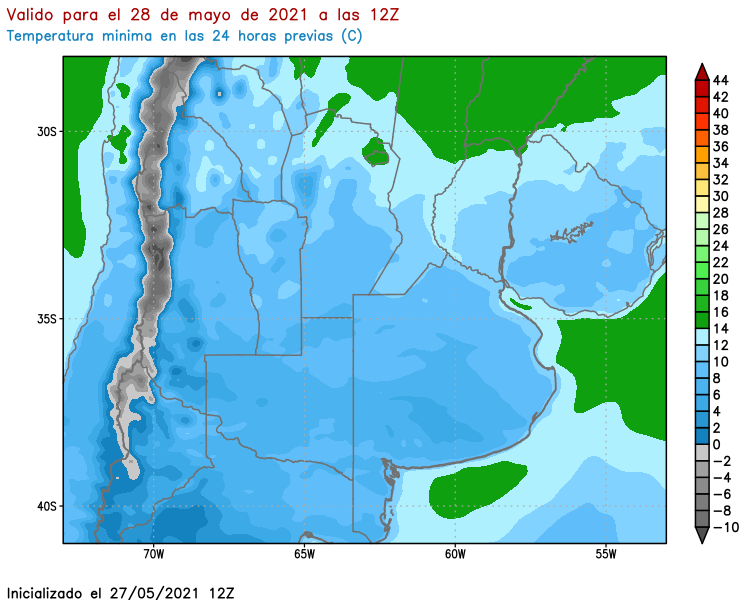 Valido para el 28 de mayo de 2021 a las 12Z
Temperatura minima en las 24 horas previas (C)
44
42
40
38
36
34
32
30
28
26
24
22
20
18
16
14
12
10
8
6
4
2
0
−2
−4
−6
−8
−10
30S
35S
40S
70W
65W
60W
55W
Inicializado el 27/05/2021 12Z